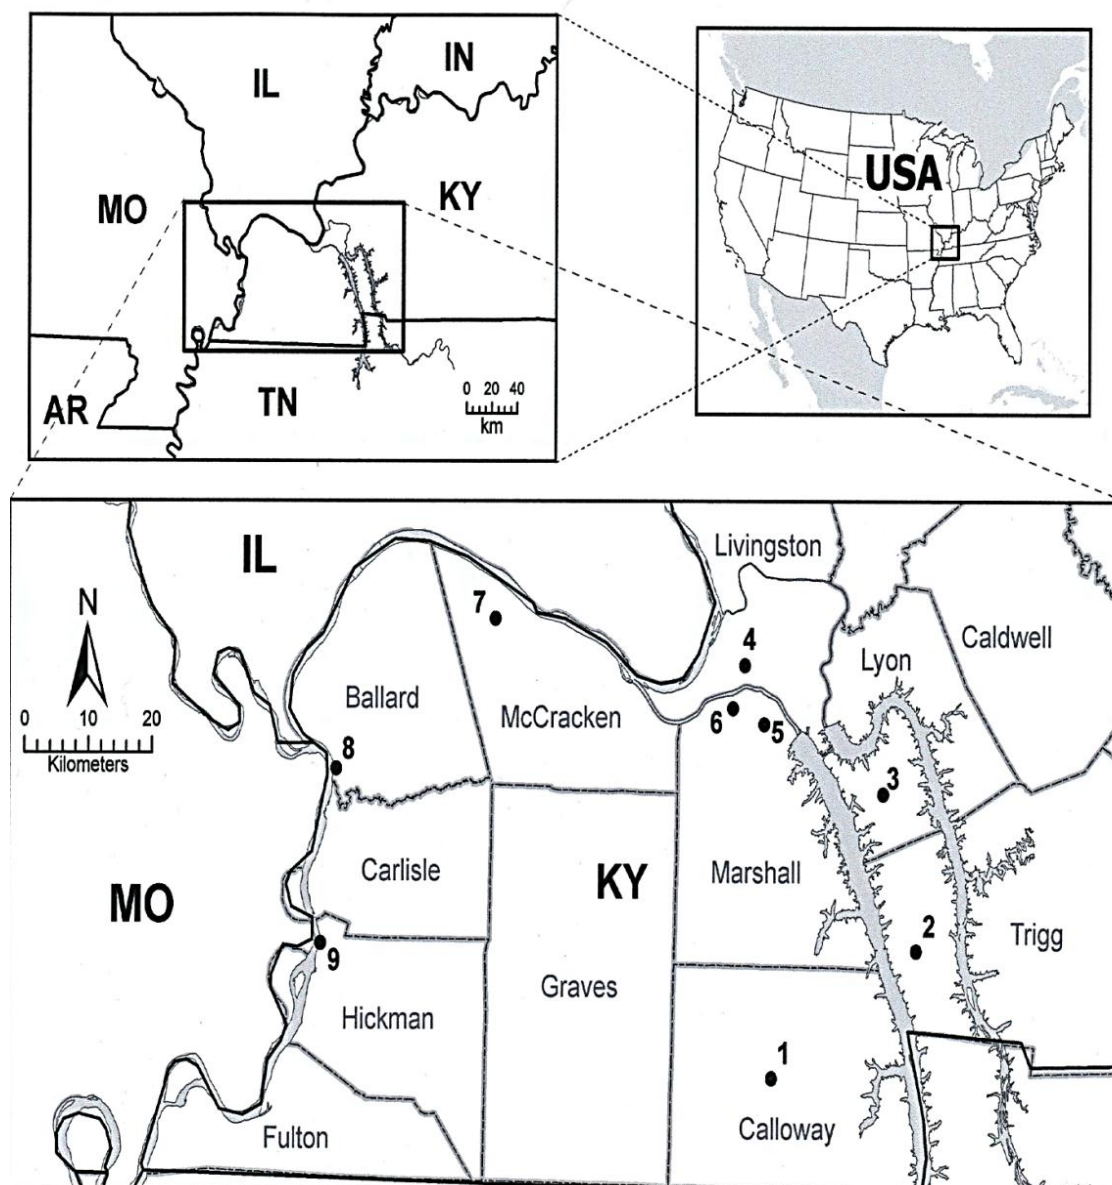 IL
IN
MO
KY
AR
TN
0 20 40
km
USA
IL
N
0 10 20
Kilometers
MO
KY
Livingston
Caldwell
Lyon
Ballard
McCracken
Carlisle
Marshall
Trigg
Graves
Hickman
Calloway
Fulton
7
4
6
5
3
8
2
9
1